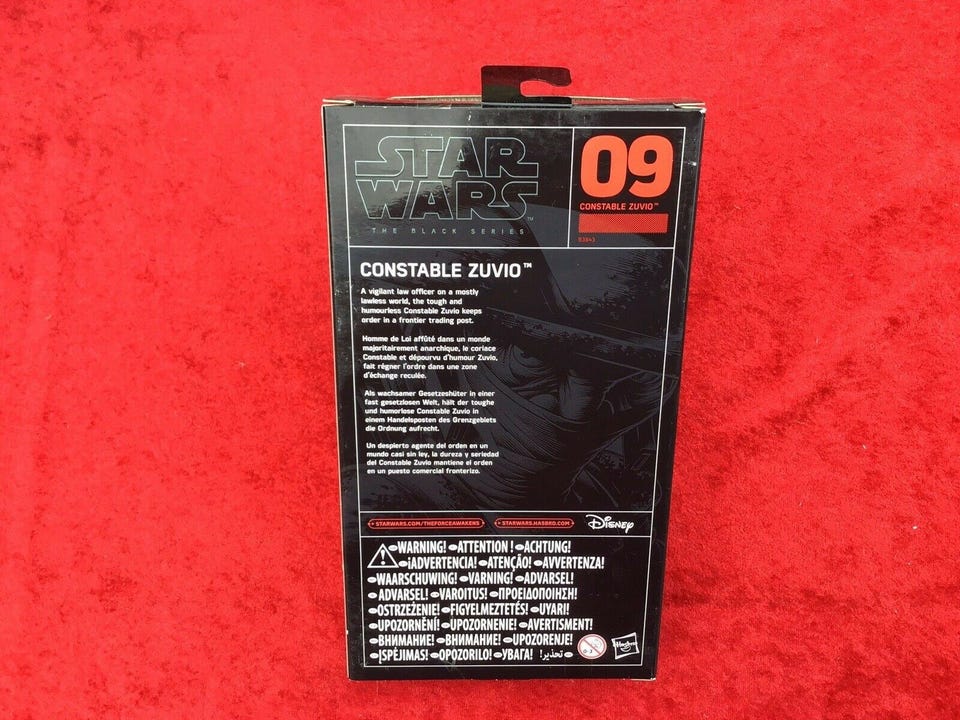 STAR
WARS™
THE BLACK SERIES
09
CONSTABLE ZUVIO™
CONSTABLE ZUVIO™
A vigilant law officer on a mostly
lawless world, the tough and
humourless Constable Zuvio keeps
order in a frontier trading post.
Homme de Loi affûté dans un monde
majoritairement anarchique, le coriace
Constable et dépourvu d'humour Zuvio,
fait régner l'ordre dans une zone
d'échange reculée.
Als wachsamer Gesetzeshüter in einer
fast gesetzlosen Welt, hält der toughe
und humorlose Constable Zuvio in
einem Handelsposten des Grenzgebiets
die Ordnung aufrecht.
Un despierto agente del orden en un
mundo casi sin ley, la dureza y seriedad
del Constable Zuvio mantiene el orden
en un puesto comercial fronterizo.
STARWARS.COM/THEFORCEAWAKENS STARWARS.HASBRO.COM Disney
WARNING! ATTENTION ! ACHTUNG!
¡ADVERTENCIA! ATENÇÃO! AVVERTENZA!
WAARSCHUWING! VARNING! ADVARSEL!
ADVARSEL! VAROITUS! ΠΡΟΕΙΔΟΠΟΙΗΣΗ!
OSTRZEŻENIE! FIGYELMEZTETÉS! UYARI!
UPOZORNĚNÍ! UPOZORNENIE! AVERTISMENT!
ВНИМАНИЕ! ВНИМАНИЕ! UPOZORENJE!
ĮSPĖJIMAS! OPOZORILO! УВАГА! تحذير!
0-3 Hasbro